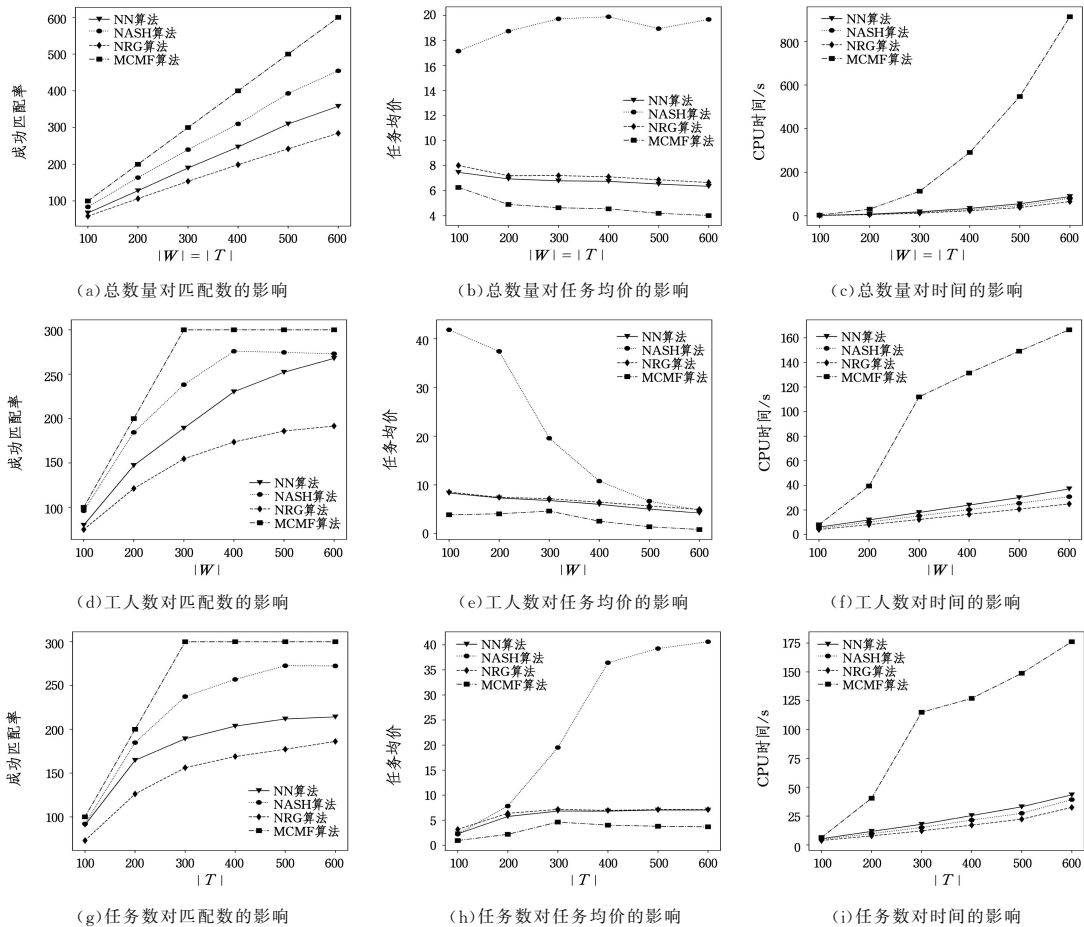 NN算法
NASH算法
NRG算法
MCMF算法
600
500
400
300
200
100
成功匹配率
100 200 300 400 500 600
|W|=|T|
(a)总数量对匹配数的影响
20
18
16
14
12
10
8
6
4
任务均价
NN算法
NASH算法
NRG算法
MCMF算法
100 200 300 400 500 600
|W|=|T|
(b)总数量对任务均价的影响
NN算法
NASH算法
NRG算法
MCMF算法
800
600
400
200
0
CPU时间/s
100 200 300 400 500 600
|W|=|T|
(c)总数量对时间的影响
300
250
200
150
100
成功匹配率
NN算法
NASH算法
NRG算法
MCMF算法
100 200 300 400 500 600
|W|
(d)工人数对匹配数的影响
40
30
20
10
0
任务均价
NN算法
NASH算法
NRG算法
MCMF算法
100 200 300 400 500 600
|W|
(e)工人数对任务均价的影响
160
140
120
100
80
60
40
20
0
CPU时间/s
NN算法
NASH算法
NRG算法
MCMF算法
100 200 300 400 500 600
|W|
(f)工人数对时间的影响
300
250
200
150
100
成功匹配率
NN算法
NASH算法
NRG算法
MCMF算法
100 200 300 400 500 600
|T|
(g)任务数对匹配数的影响
40
35
30
25
20
15
10
5
0
任务均价
NN算法
NASH算法
NRG算法
MCMF算法
100 200 300 400 500 600
|T|
(h)任务数对任务均价的影响
175
150
125
100
75
50
25
0
CPU时间/s
NN算法
NASH算法
NRG算法
MCMF算法
100 200 300 400 500 600
|T|
(i)任务数对时间的影响